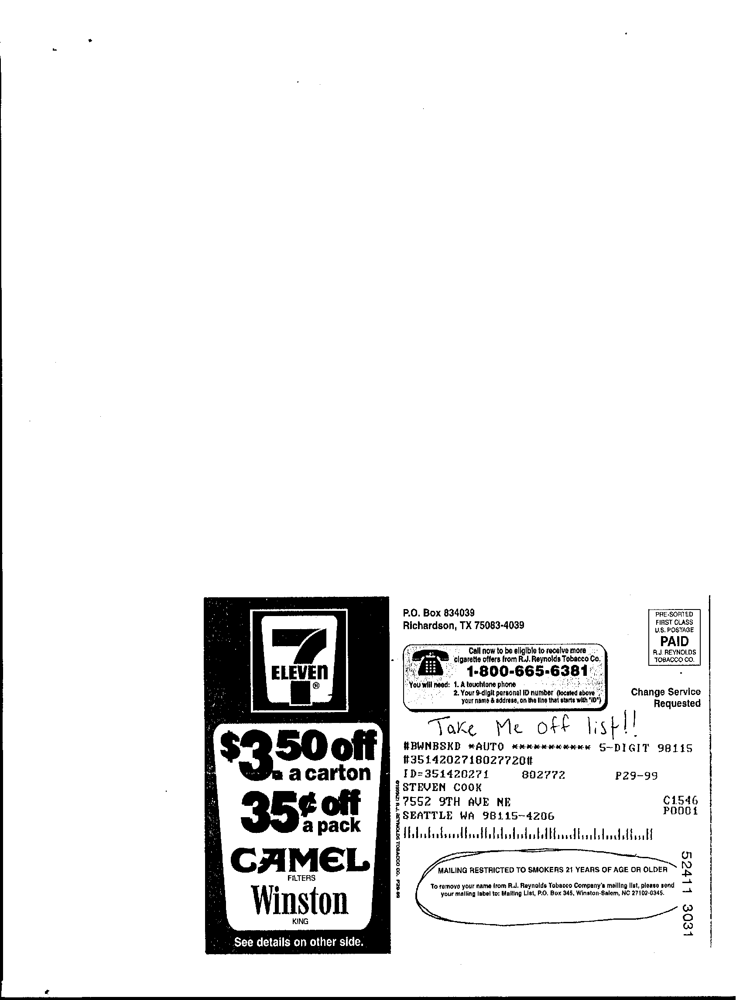 P.O. Box 834039
Richardson, TX 75083-4039
PRE-SORTED
FIRST CLASS
U.S. POSTAGE
PAID
R.J. REYNOLDS
TOBACCO CO.
Call now to be eligible to receive more
cigarette offers from R.J. Reynolds Tobacco Co.
1-800-665-6381
You will need: 1. A touchtone phone
2. Your 9-digit personal ID number (located above
your name & address, on the line that starts with "ID")
Change Service
Requested
Take Me off list!!
#BWNBSKD *AUTO *********** 5-DIGIT 98115
#3514202718027720#
ID=351420271 802772 P29-99
STEVEN COOK
7552 9TH AVE NE C1546
SEATTLE WA 98115-4206 P0001
MAILING RESTRICTED TO SMOKERS 21 YEARS OF AGE OR OLDER
To remove your name from R.J. Reynolds Tobacco Company's mailing list, please send
your mailing label to: Mailing List, P.O. Box 345, Winston-Salem, NC 27102-0345.
52411 3031
7
ELEVEN
®
$3.50 off
a carton
35¢ off
a pack
CAMEL
FILTERS
Winston
KING
See details on other side.